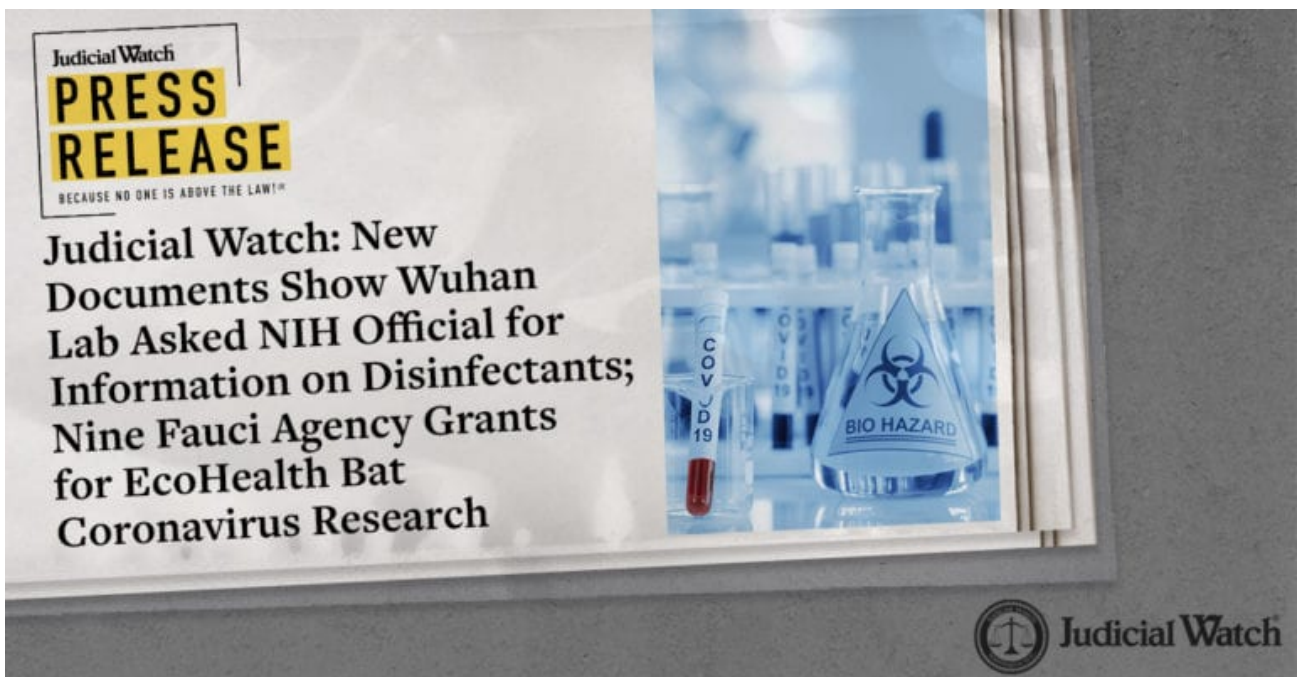 Judicial Watch
PRESS
RELEASE
BECAUSE NO ONE IS ABOVE THE LAW!®
Judicial Watch: New
Documents Show Wuhan
Lab Asked NIH Official for
Information on Disinfectants;
Nine Fauci Agency Grants
for EcoHealth Bat
Coronavirus Research
COVID
19
BIO HAZARD
Judicial Watch®